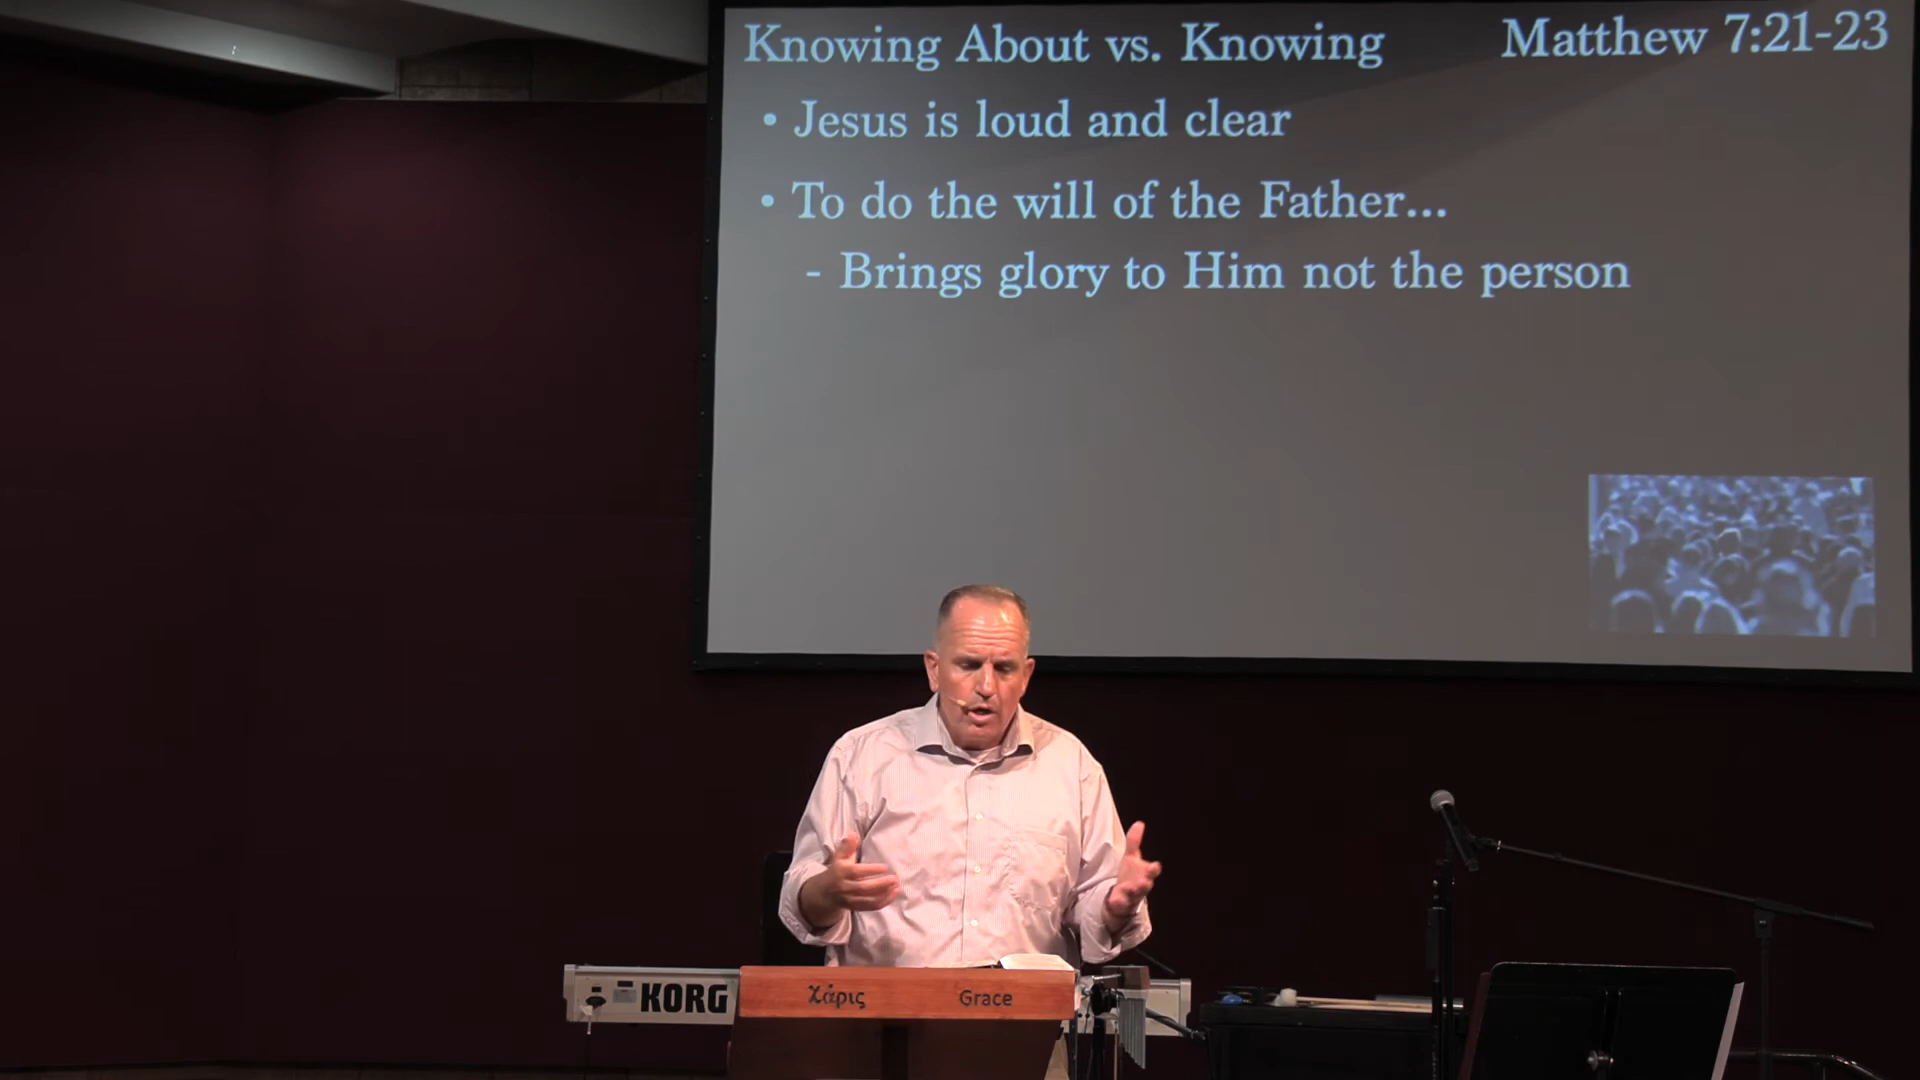 Knowing About vs. Knowing
Matthew 7:21-23
• Jesus is loud and clear
• To do the will of the Father...
- Brings glory to Him not the person
KORG
Χάρις
Grace